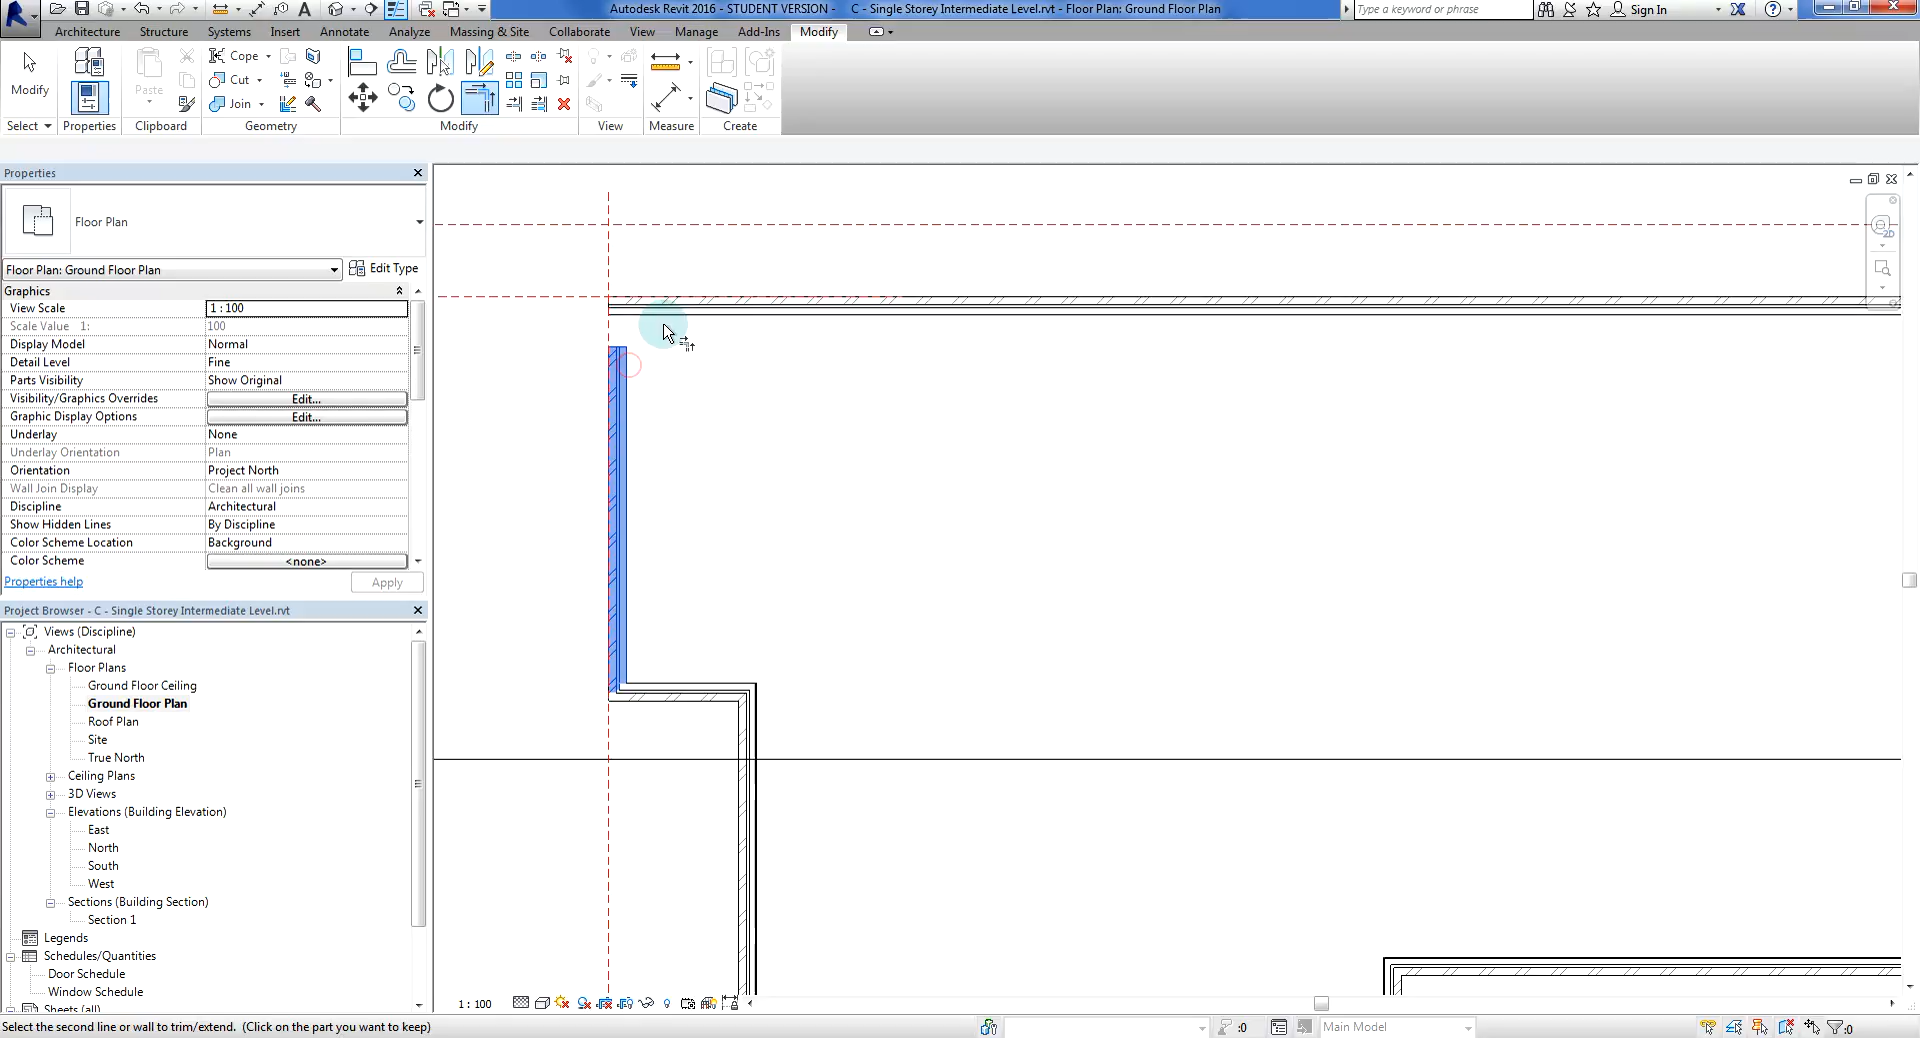 Autodesk Revit 2016 - STUDENT VERSION - C - Single Storey Intermediate Level.rvt - Floor Plan: Ground Floor Plan
Type a keyword or phrase
Sign In
Architecture Structure Systems Insert Annotate Analyze Massing & Site Collaborate View Manage Add-Ins Modify
Modify
Paste
Cope
Cut
Join
Select Properties Clipboard Geometry Modify View Measure Create
Properties
Floor Plan
Floor Plan: Ground Floor Plan Edit Type
Graphics
View Scale 1 : 100
Scale Value 1: 100
Display Model Normal
Detail Level Fine
Parts Visibility Show Original
Visibility/Graphics Overrides Edit...
Graphic Display Options Edit...
Underlay None
Underlay Orientation Plan
Orientation Project North
Wall Join Display Clean all wall joins
Discipline Architectural
Show Hidden Lines By Discipline
Color Scheme Location Background
Color Scheme <none>
Properties help Apply
Project Browser - C - Single Storey Intermediate Level.rvt
Views (Discipline)
Architectural
Floor Plans
Ground Floor Ceiling
Ground Floor Plan
Roof Plan
Site
True North
Ceiling Plans
3D Views
Elevations (Building Elevation)
East
North
South
West
Sections (Building Section)
Section 1
Legends
Schedules/Quantities
Door Schedule
Window Schedule
Sheets (all)
2D
1 : 100
Select the second line or wall to trim/extend. (Click on the part you want to keep)
:0
Main Model
:0